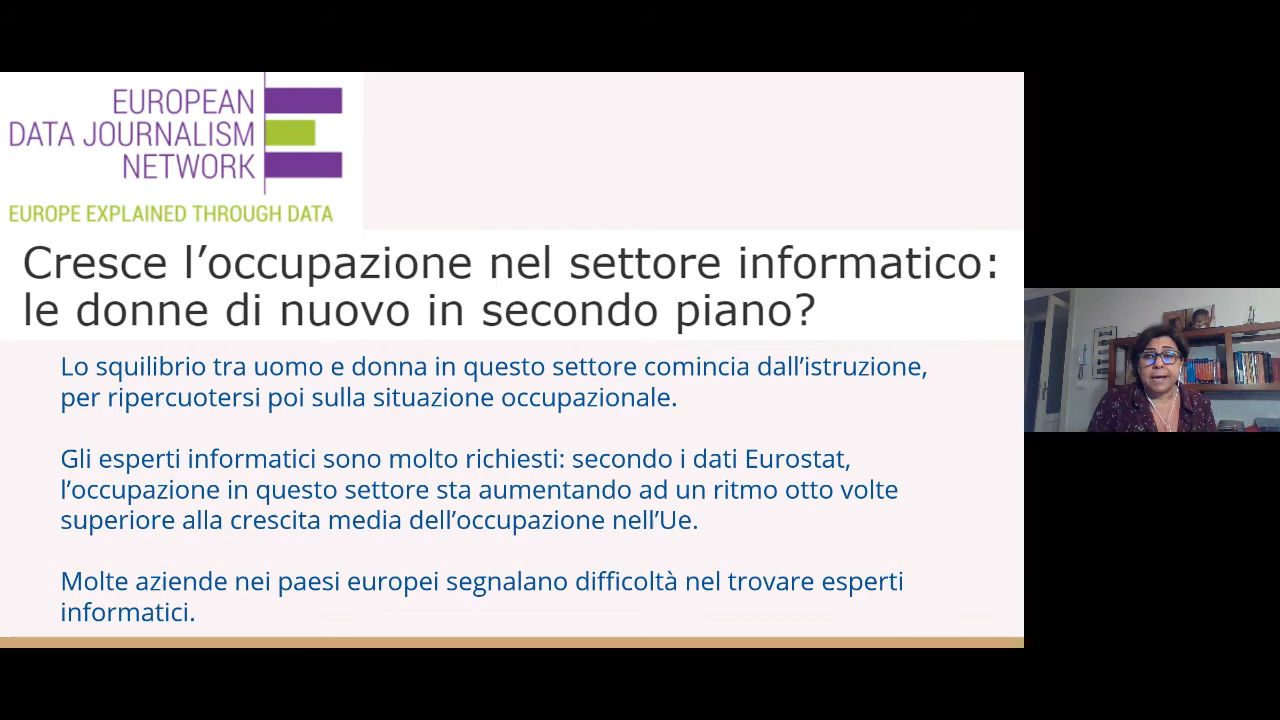 EUROPEAN
DATA JOURNALISM
NETWORK
EUROPE EXPLAINED THROUGH DATA
Cresce l’occupazione nel settore informatico:
le donne di nuovo in secondo piano?
Lo squilibrio tra uomo e donna in questo settore comincia dall’istruzione,
per ripercuotersi poi sulla situazione occupazionale.
Gli esperti informatici sono molto richiesti: secondo i dati Eurostat,
l’occupazione in questo settore sta aumentando ad un ritmo otto volte
superiore alla crescita media dell’occupazione nell’Ue.
Molte aziende nei paesi europei segnalano difficoltà nel trovare esperti
informatici.